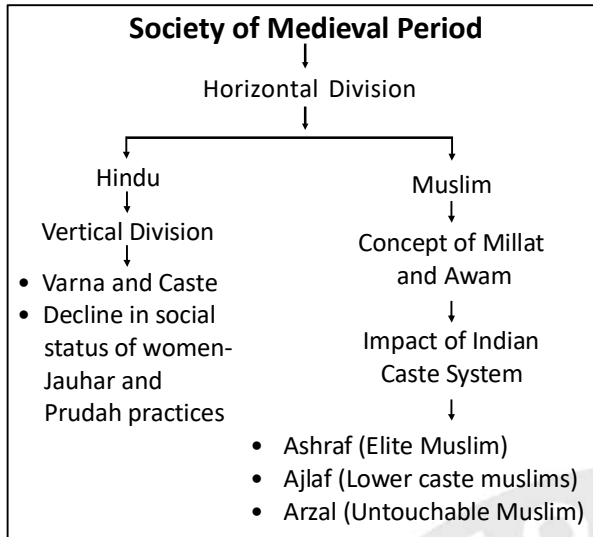 Society of Medieval Period
Horizontal Division
Hindu
Vertical Division
• Varna and Caste
• Decline in social
status of women-
Jauhar and
Prudah practices
Muslim
Concept of Millat
and Awam
Impact of Indian
Caste System
• Ashraf (Elite Muslim)
• Ajlaf (Lower caste muslims)
• Arzal (Untouchable Muslim)